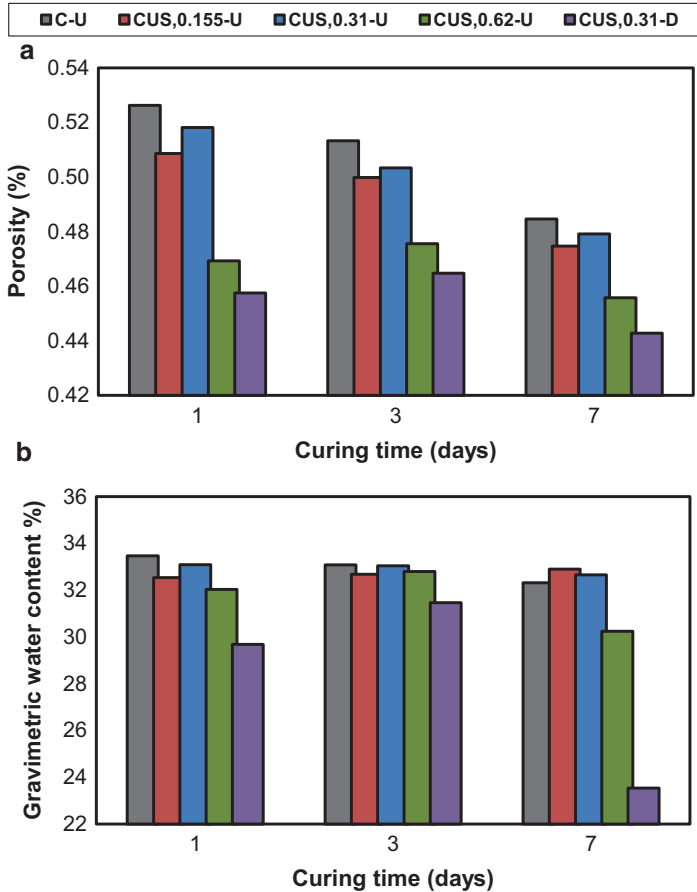 C-U CUS,0.155-U CUS,0.31-U CUS,0.62-U CUS,0.31-D
a
0.54
0.52
0.50
0.48
0.46
0.44
0.42
Porosity (%)
1 3 7
Curing time (days)
b
36
34
32
30
28
26
24
22
Gravimetric water content %)
1 3 7
Curing time (days)